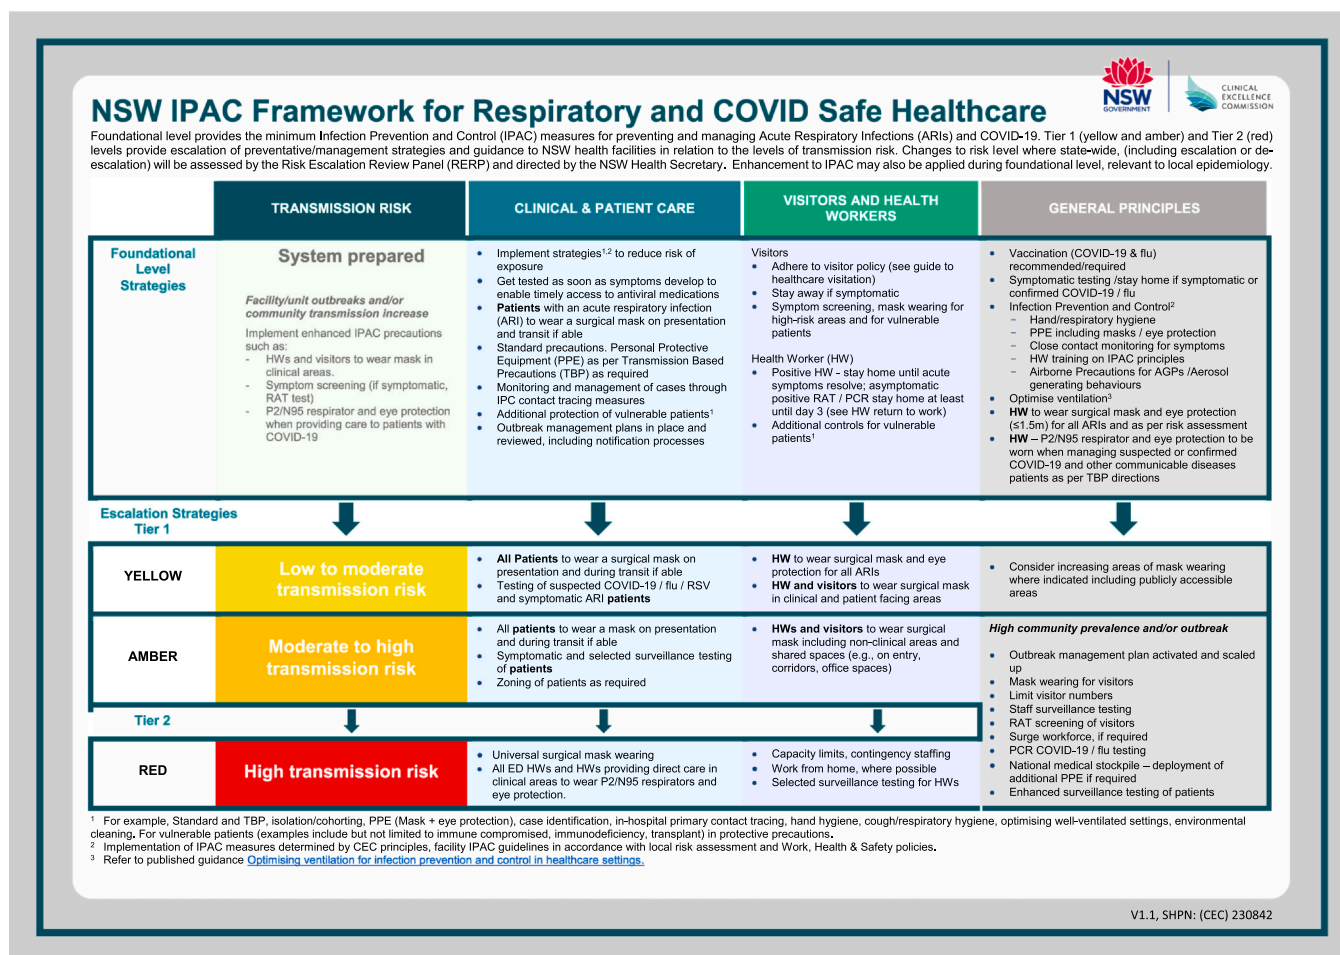 NSW
GOVERNMENT
CLINICAL
EXCELLENCE
COMMISSION
NSW IPAC Framework for Respiratory and COVID Safe Healthcare
Foundational level provides the minimum Infection Prevention and Control (IPAC) measures for preventing and managing Acute Respiratory Infections (ARIs) and COVID-19. Tier 1 (yellow and amber) and Tier 2 (red)
levels provide escalation of preventative/management strategies and guidance to NSW health facilities in relation to the levels of transmission risk. Changes to risk level where state-wide, (including escalation or de-
escalation) will be assessed by the Risk Escalation Review Panel (RERP) and directed by the NSW Health Secretary. Enhancement to IPAC may also be applied during foundational level, relevant to local epidemiology.
TRANSMISSION RISK
CLINICAL & PATIENT CARE
VISITORS AND HEALTH
WORKERS
GENERAL PRINCIPLES
Foundational
Level
Strategies
System prepared
Facility/unit outbreaks and/or
community transmission increase
Implement enhanced IPAC precautions
such as:
- HWs and visitors to wear mask in
clinical areas.
- Symptom screening (if symptomatic,
RAT test)
- P2/N95 respirator and eye protection
when providing care to patients with
COVID-19
• Implement strategies1,2 to reduce risk of
exposure
• Get tested as soon as symptoms develop to
enable timely access to antiviral medications
• Patients with an acute respiratory infection
(ARI) to wear a surgical mask on presentation
and transit if able
• Standard precautions. Personal Protective
Equipment (PPE) as per Transmission Based
Precautions (TBP) as required
• Monitoring and management of cases through
IPC contact tracing measures
• Additional protection of vulnerable patients1
• Outbreak management plans in place and
reviewed, including notification processes
Visitors
• Adhere to visitor policy (see guide to
healthcare visitation)
• Stay away if symptomatic
• Symptom screening, mask wearing for
high-risk areas and for vulnerable
patients
Health Worker (HW)
• Positive HW - stay home until acute
symptoms resolve; asymptomatic
positive RAT / PCR stay home at least
until day 3 (see HW return to work)
• Additional controls for vulnerable
patients1
• Vaccination (COVID-19 & flu)
recommended/required
• Symptomatic testing /stay home if symptomatic or
confirmed COVID-19 / flu
• Infection Prevention and Control2
− Hand/respiratory hygiene
− PPE including masks / eye protection
− Close contact monitoring for symptoms
− HW training on IPAC principles
− Airborne Precautions for AGPs /Aerosol
generating behaviours
• Optimise ventilation3
• HW to wear surgical mask and eye protection
(≤1.5m) for all ARIs and as per risk assessment
• HW – P2/N95 respirator and eye protection to be
worn when managing suspected or confirmed
COVID-19 and other communicable diseases
patients as per TBP directions
Escalation Strategies
Tier 1
YELLOW
Low to moderate
transmission risk
• All Patients to wear a surgical mask on
presentation and during transit if able
• Testing of suspected COVID-19 / flu / RSV
and symptomatic ARI patients
• HW to wear surgical mask and eye
protection for all ARIs
• HW and visitors to wear surgical mask
in clinical and patient facing areas
• Consider increasing areas of mask wearing
where indicated including publicly accessible
areas
AMBER
Moderate to high
transmission risk
• All patients to wear a mask on presentation
and during transit if able
• Symptomatic and selected surveillance testing
of patients
• Zoning of patients as required
• HWs and visitors to wear surgical
mask including non-clinical areas and
shared spaces (e.g., on entry,
corridors, office spaces)
High community prevalence and/or outbreak
• Outbreak management plan activated and scaled
up
• Mask wearing for visitors
• Limit visitor numbers
• Staff surveillance testing
• RAT screening of visitors
• Surge workforce, if required
• PCR COVID-19 / flu testing
• National medical stockpile – deployment of
additional PPE if required
• Enhanced surveillance testing of patients
Tier 2
RED
High transmission risk
• Universal surgical mask wearing
• All ED HWs and HWs providing direct care in
clinical areas to wear P2/N95 respirators and
eye protection.
• Capacity limits, contingency staffing
• Work from home, where possible
• Selected surveillance testing for HWs
1 For example, Standard and TBP, isolation/cohorting, PPE (Mask + eye protection), case identification, in-hospital primary contact tracing, hand hygiene, cough/respiratory hygiene, optimising well-ventilated settings, environmental
cleaning. For vulnerable patients (examples include but not limited to immune compromised, immunodeficiency, transplant) in protective precautions.
2 Implementation of IPAC measures determined by CEC principles, facility IPAC guidelines in accordance with local risk assessment and Work, Health & Safety policies.
3 Refer to published guidance Optimising ventilation for infection prevention and control in healthcare settings.
V1.1, SHPN: (CEC) 230842